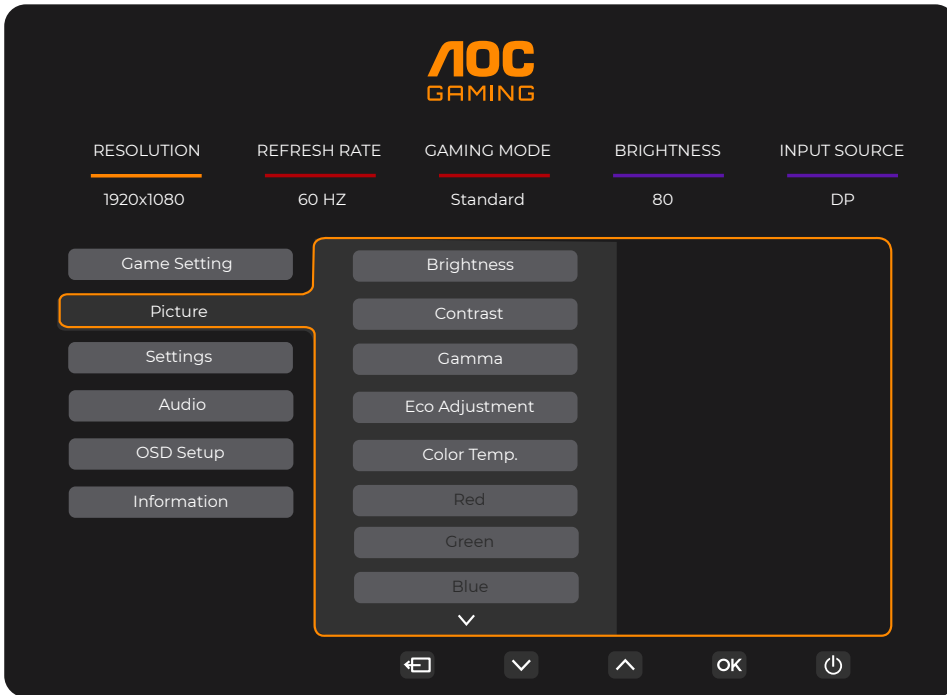 AOC
GAMING
RESOLUTION REFRESH RATE GAMING MODE BRIGHTNESS INPUT SOURCE
1920x1080 60 HZ Standard 80 DP
Game Setting
Picture
Settings
Audio
OSD Setup
Information
Brightness
Contrast
Gamma
Eco Adjustment
Color Temp.
Red
Green
Blue
OK